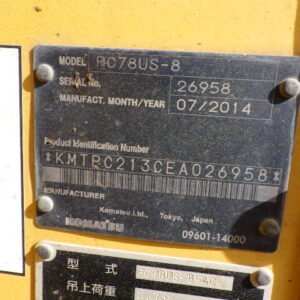 MODEL PC78US-8
SERIAL No. 26958
MANUFACT. MONTH/YEAR 07/2014
Product Identification Number
*KMTPC213CEA026958*
MANUFACTURER
Komatsu Ltd., Tokyo, Japan
KOMATSU 09601-14000
型式
吊上荷重